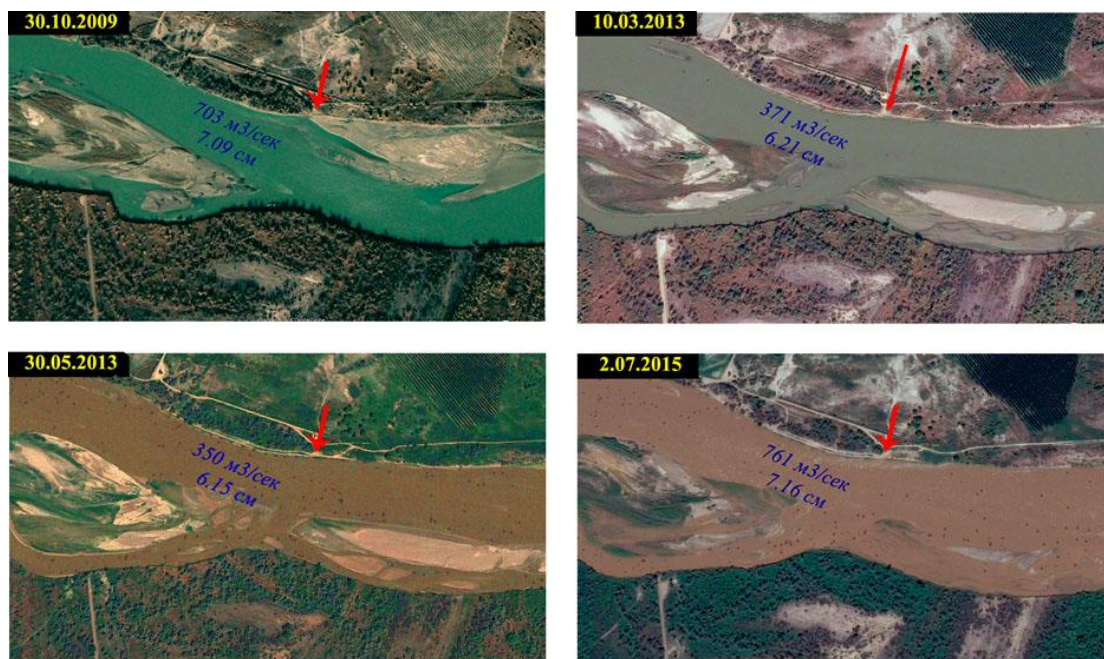 30.10.2009
703 м3/сек
7.09 см
10.03.2013
371 м3/сек
6.21 см
30.05.2013
350 м3/сек
6.15 см
2.07.2015
761 м3/сек
7.16 см